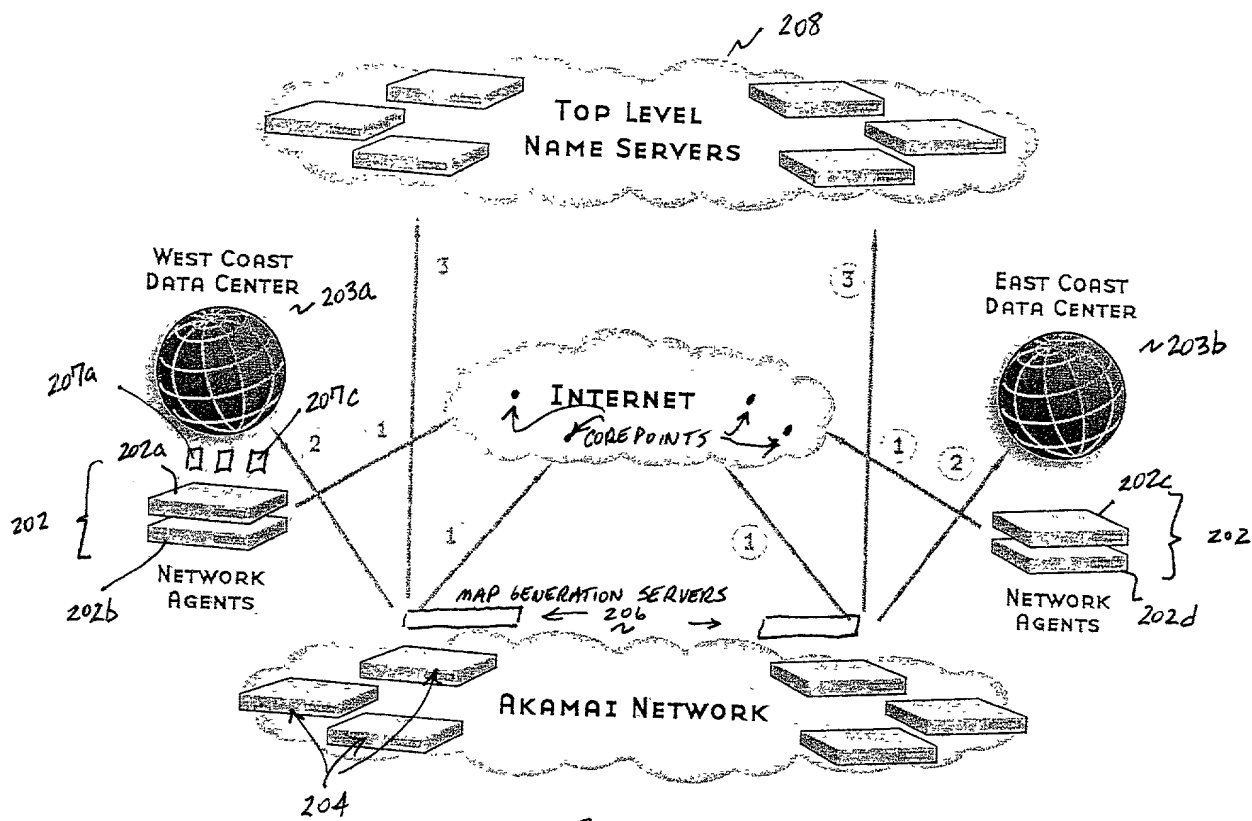 208
TOP LEVEL
NAME SERVERS
WEST COAST
DATA CENTER
203a
3
3
EAST COAST
DATA CENTER
203b
207a
207c
INTERNET
COREPOINTS
2
1
1
2
202a
202
202b
NETWORK
AGENTS
202c
202
202d
NETWORK
AGENTS
1
1
MAP GENERATION SERVERS
206
AKAMAI NETWORK
204